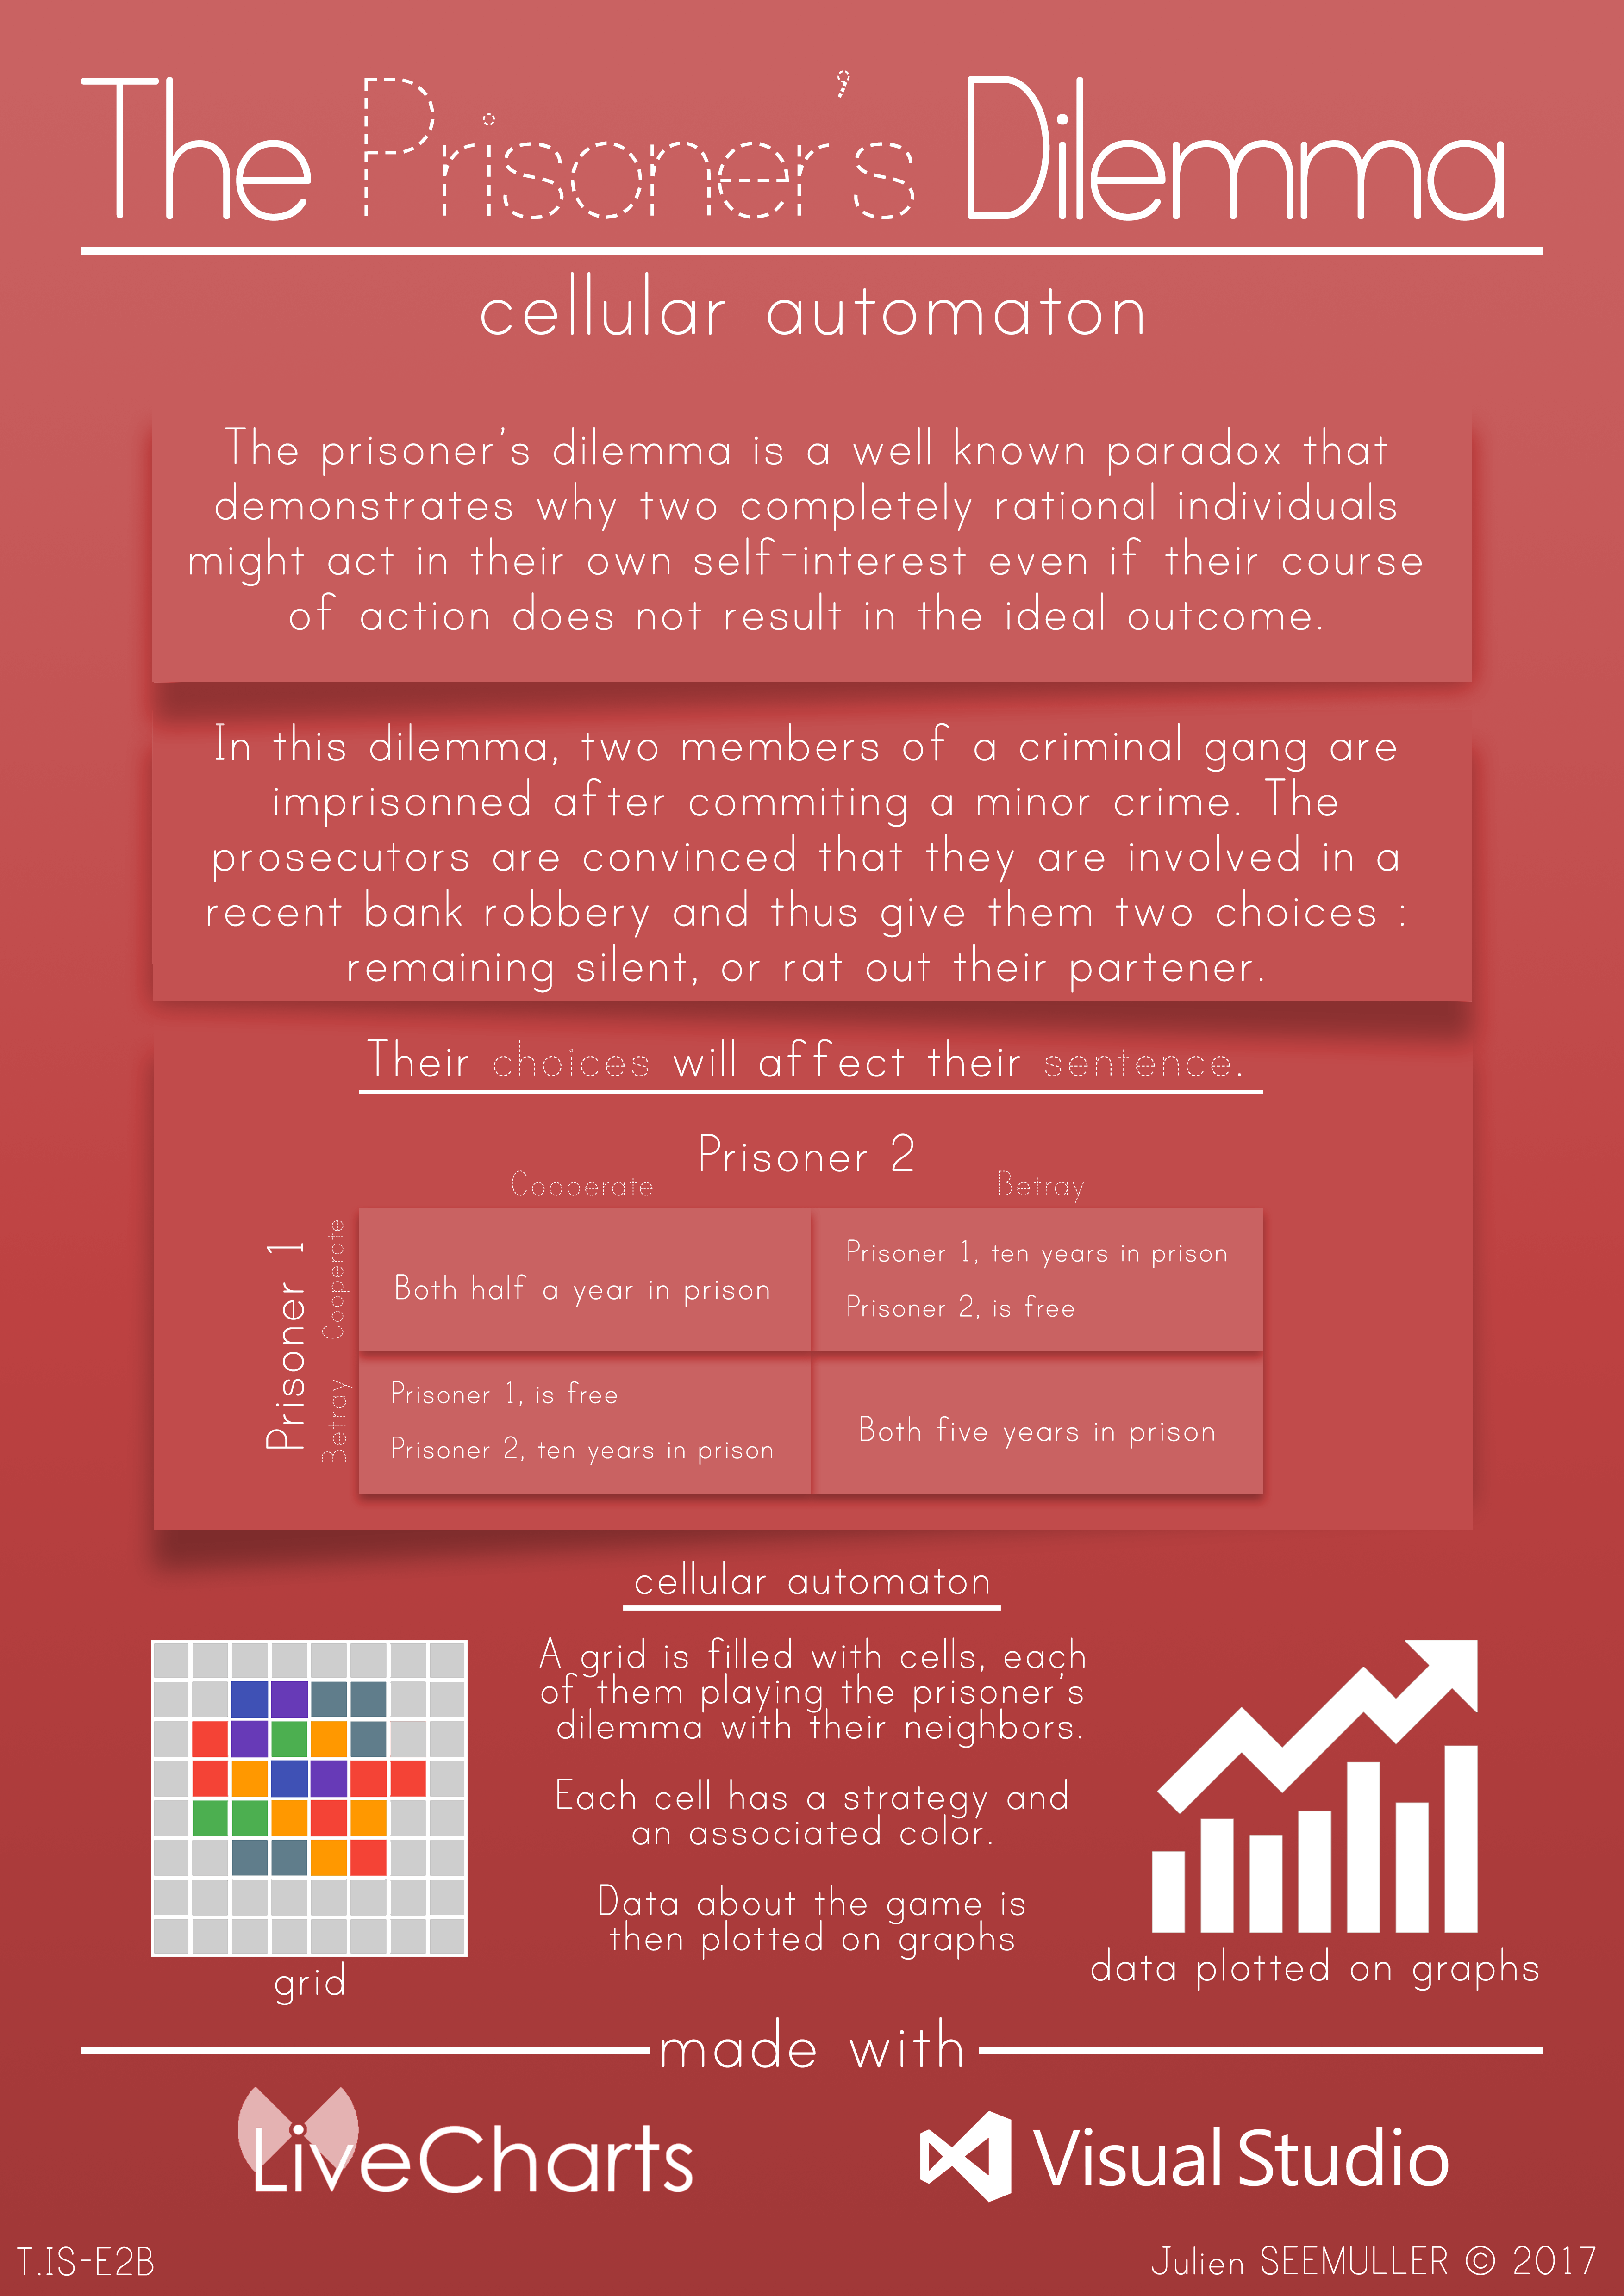 The Prisoner's Dilemma
cellular automaton
The prisoner's dilemma is a well known paradox that
demonstrates why two completely rational individuals
might act in their own self-interest even if their course
of action does not result in the ideal outcome.
In this dilemma, two members of a criminal gang are
imprisonned after commiting a minor crime. The
prosecutors are convinced that they are involved in a
recent bank robbery and thus give them two choices :
remaining silent, or rat out their partener.
Their choices will affect their sentence.
Prisoner 2
Cooperate
Betray
Prisoner 1
Cooperate
Betray
Both half a year in prison
Prisoner 1, ten years in prison
Prisoner 2, is free
Prisoner 1, is free
Prisoner 2, ten years in prison
Both five years in prison
cellular automaton
A grid is filled with cells, each
of them playing the prisoner's
dilemma with their neighbors.
Each cell has a strategy and
an associated color.
Data about the game is
then plotted on graphs
grid
data plotted on graphs
made with
LiveCharts
Visual Studio
T.IS-E2B
Julien SEEMULLER © 2017